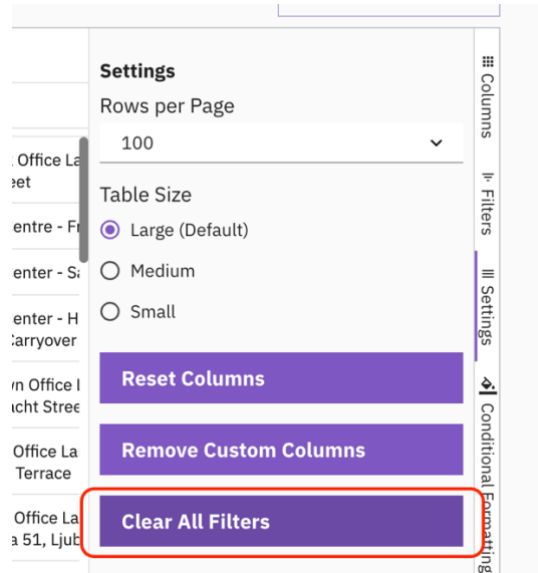 Settings
Rows per Page
100
Table Size
Large (Default)
Medium
Small
Reset Columns
Remove Custom Columns
Clear All Filters
Columns
Filters
Settings
Conditional Formatting
Office La
eet
entre - Fr
enter - Sa
enter - H
Carryover
n Office l
cht Stree
Office La
Terrace
Office La
a 51, Ljub